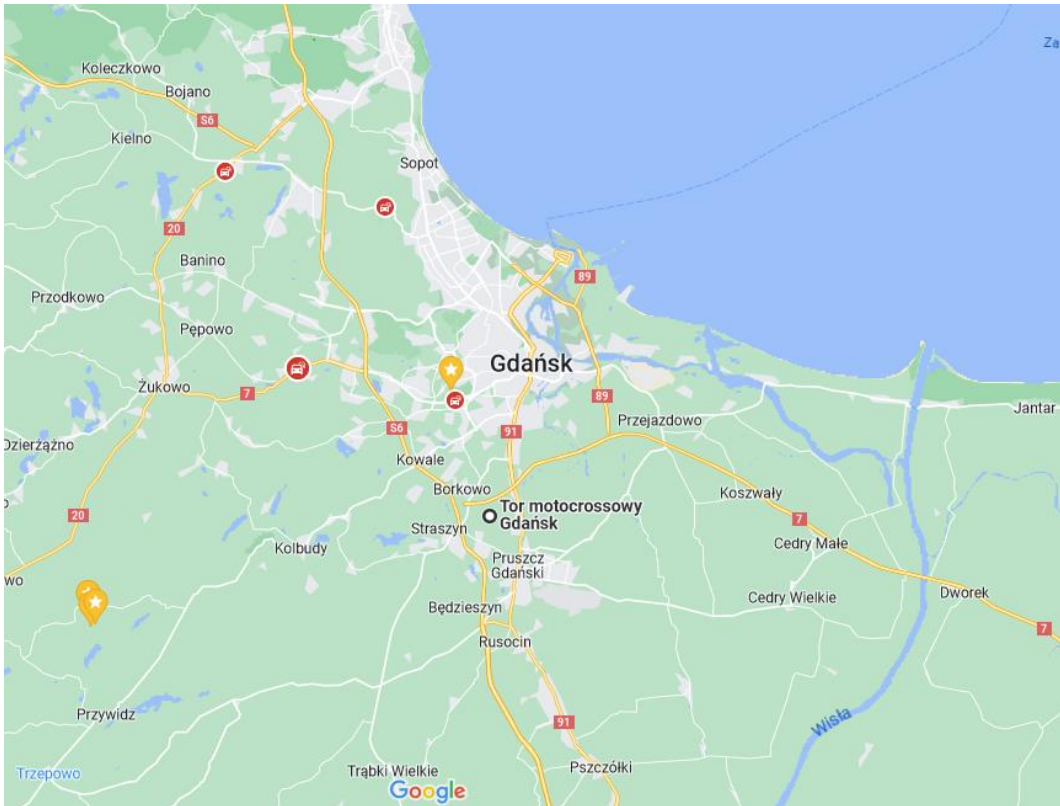 Koleczkowo
Za
Bojano
S6
Kielno
Sopot
20
Banino
89
Przodkowo
Pępowo
Gdańsk
Żukowo
7
89
Jantar
Przejazdowo
S6
91
Dzierżążno
Kowale
Borkowo
Koszwały
Tor motocrossowy
Gdańsk
20
7
Straszyn
Kolbudy
Cedry Małe
Pruszcz
Gdański
wo
Dworek
Cedry Wielkie
Będzieszyn
7
Rusocin
Przywidz
91
Wisła
Trzepowo
Trąbki Wielkie
Pszczółki
Google